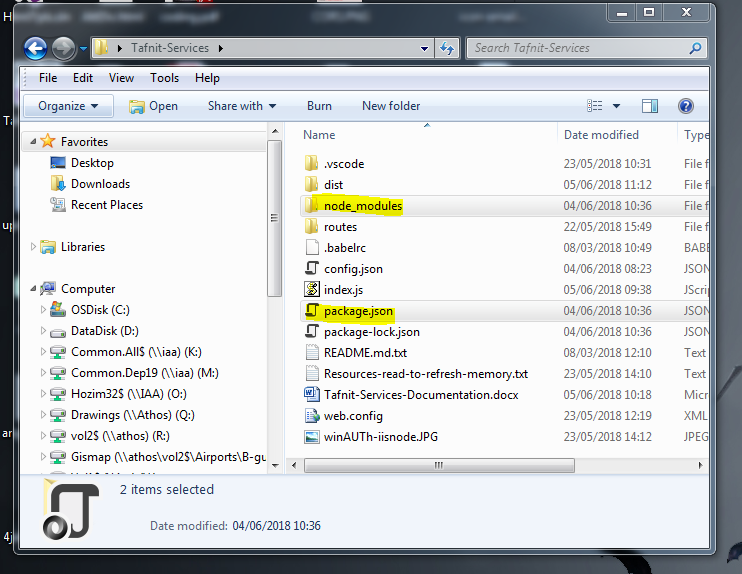 Tafnit-Services
Search Tafnit-Services
File Edit View Tools Help
Organize Open Share with Burn New folder
Favorites
Desktop
Downloads
Recent Places
Libraries
Computer
OSDisk (C:)
DataDisk (D:)
Common.All$ (\\iaa) (K:)
Common.Dep19 (\\iaa) (M:)
Hozim32$ (\\IAA) (O:)
Drawings (\\Athos) (Q:)
vol2$ (\\athos) (R:)
Gismap (\\athos\vol2$\Airports\B-gu
Name Date modified Type
.vscode 23/05/2018 10:31 File f
dist 05/06/2018 11:12 File f
node_modules 04/06/2018 10:36 File f
routes 22/05/2018 15:49 File f
.babelrc 08/03/2018 10:49 BABE
config.json 04/06/2018 08:23 JSON
index.js 05/06/2018 09:38 JScri
package.json 04/06/2018 10:36 JSON
package-lock.json 04/06/2018 10:36 JSON
README.md.txt 08/03/2018 12:10 Text
Resources-read-to-refresh-memory.txt 23/05/2018 10:36 Text
Tafnit-Services-Documentation.docx 05/06/2018 10:18 Micr
web.config 23/05/2018 12:19 XML
winAUTh-iisnode.JPG 23/05/2018 14:12 JPEG
2 items selected
Date modified: 04/06/2018 10:36